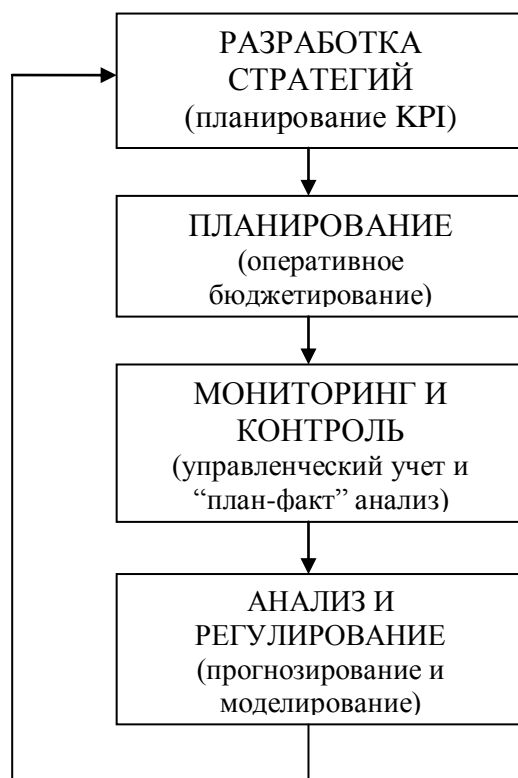 РАЗРАБОТКА
СТРАТЕГИЙ
(планирование KPI)
ПЛАНИРОВАНИЕ
(оперативное
бюджетирование)
МОНИТОРИНГ И
КОНТРОЛЬ
(управленческий учет и
“план-факт” анализ)
АНАЛИЗ И
РЕГУЛИРОВАНИЕ
(прогнозирование и
моделирование)